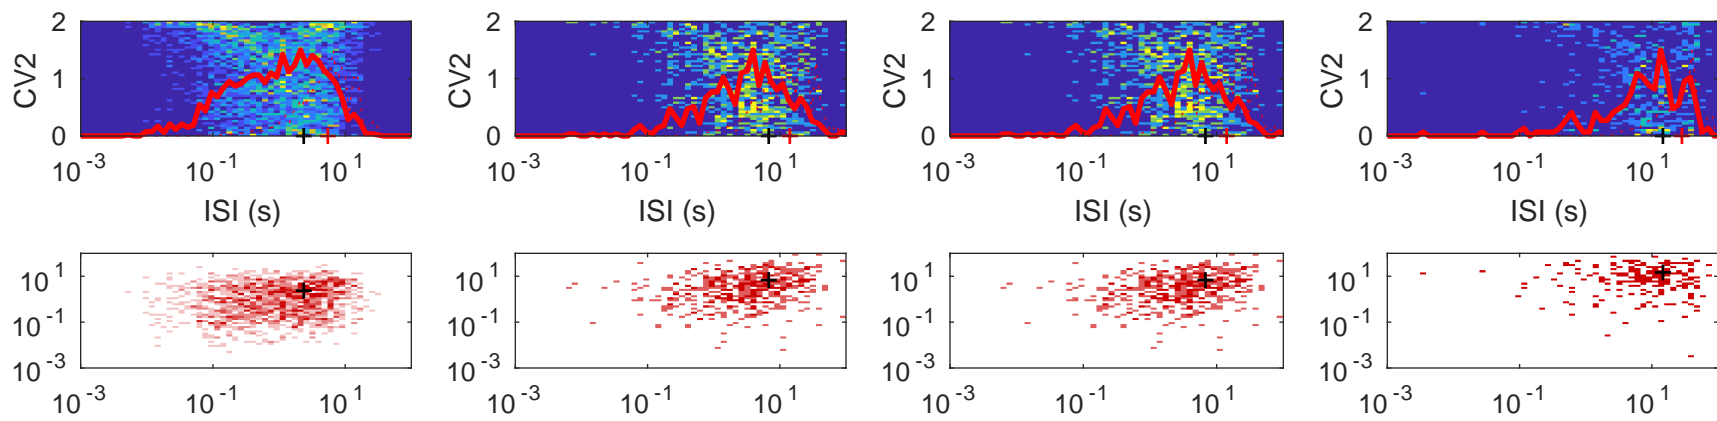 2 2 2 2
CV2 CV2 CV2 CV2
1 1 1 1
0 0 0 0
10^-3 10^-1 10^1 10^-3 10^-1 10^1 10^-3 10^-1 10^1 10^-3 10^-1 10^1
ISI (s) ISI (s) ISI (s) ISI (s)
10^1 10^1 10^1 10^1
10^-1 10^-1 10^-1 10^-1
10^-3 10^-3 10^-3 10^-3
10^-3 10^-1 10^1 10^-3 10^-1 10^1 10^-3 10^-1 10^1 10^-3 10^-1 10^1